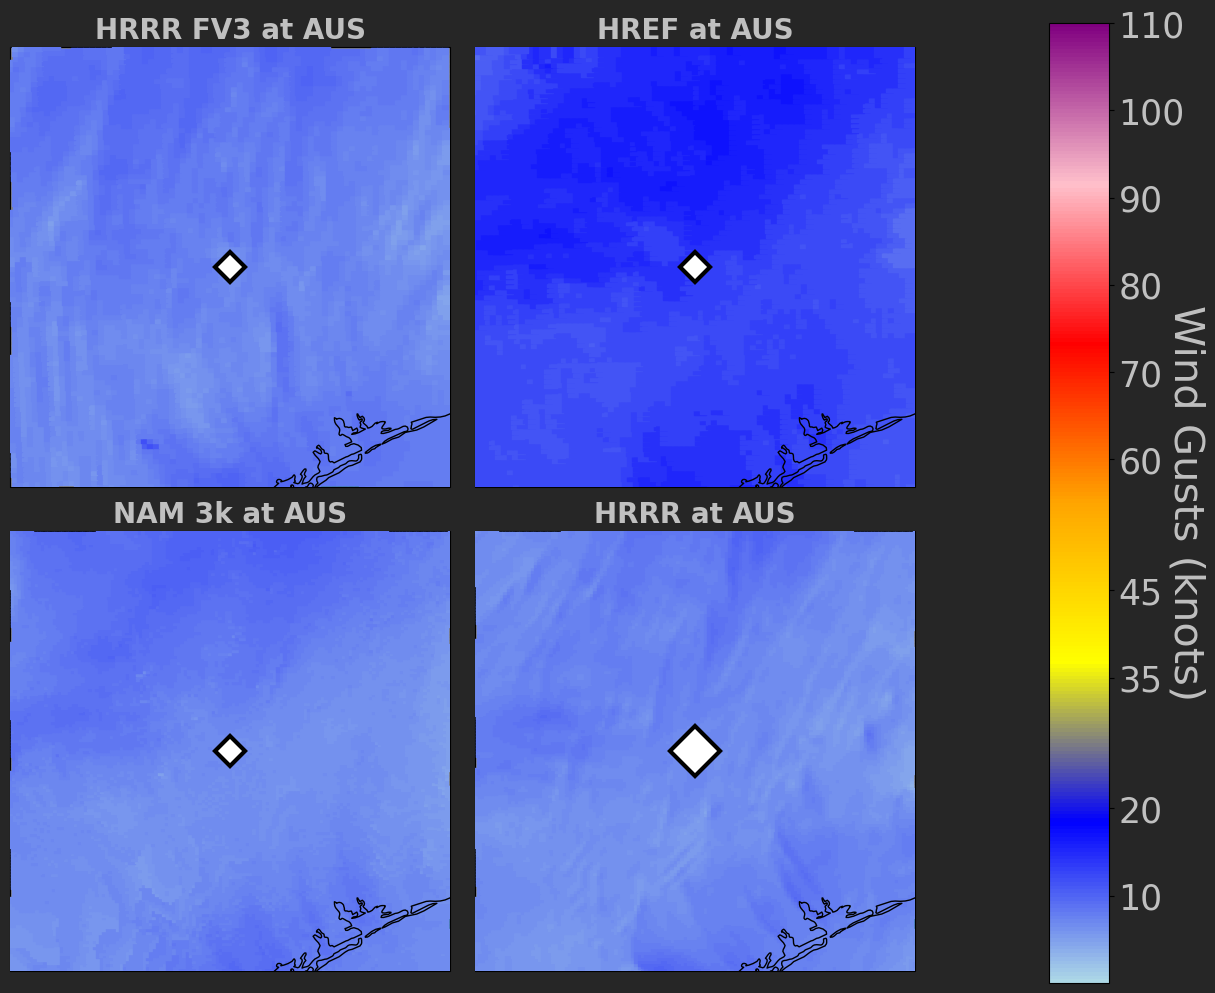 HRRR FV3 at AUS
HREF at AUS
NAM 3k at AUS
HRRR at AUS
110
100
90
80
70
60
45
35
20
10
Wind Gusts (knots)